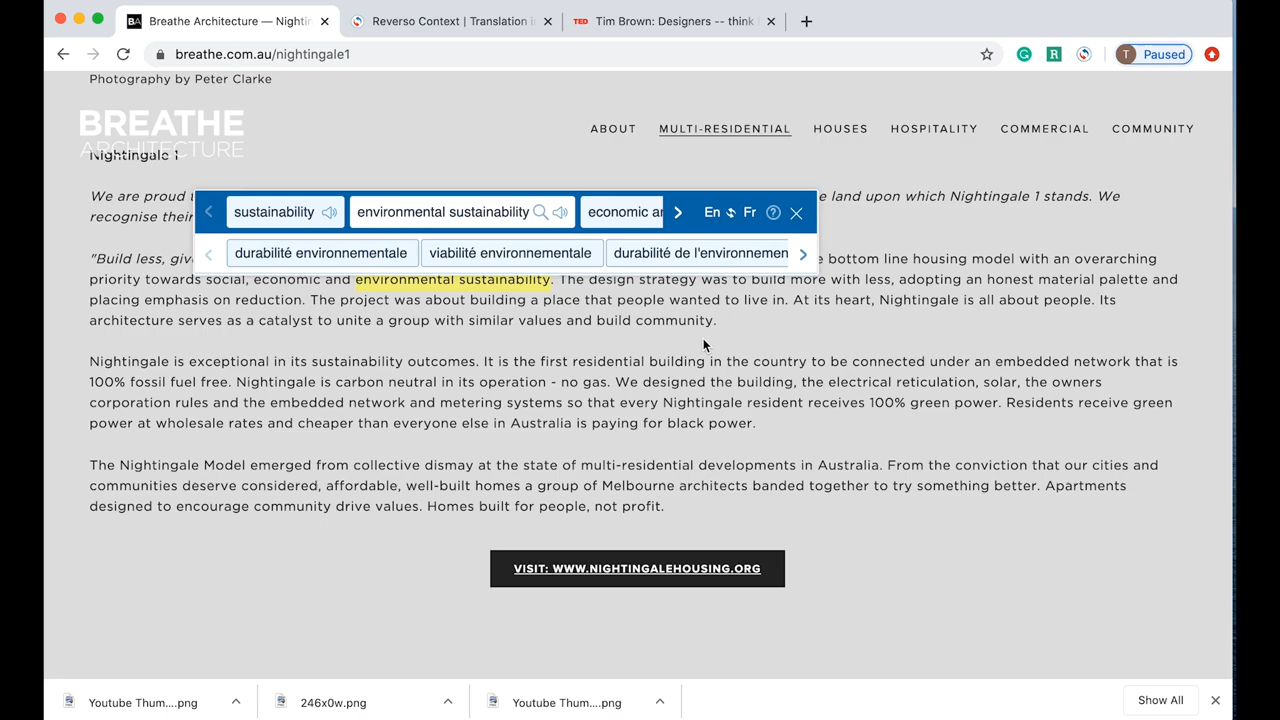 Breathe Architecture — Nightin
Reverso Context | Translation in
TED
Tim Brown: Designers -- think
breathe.com.au/nightingale1
T Paused
Photography by Peter Clarke
BREATHE
ARCHITECTURE
ABOUT MULTI-RESIDENTIAL HOUSES HOSPITALITY COMMERCIAL COMMUNITY
Nightingale 1
We are proud e land upon which Nightingale 1 stands. We
recognise their
sustainability environmental sustainability economic an En Fr
durabilité environnementale viabilité environnementale durabilité de l'environnemen
"Build less, give e bottom line housing model with an overarching
priority towards social, economic and environmental sustainability. The design strategy was to build more with less, adopting an honest material palette and
placing emphasis on reduction. The project was about building a place that people wanted to live in. At its heart, Nightingale is all about people. Its
architecture serves as a catalyst to unite a group with similar values and build community.
Nightingale is exceptional in its sustainability outcomes. It is the first residential building in the country to be connected under an embedded network that is
100% fossil fuel free. Nightingale is carbon neutral in its operation - no gas. We designed the building, the electrical reticulation, solar, the owners
corporation rules and the embedded network and metering systems so that every Nightingale resident receives 100% green power. Residents receive green
power at wholesale rates and cheaper than everyone else in Australia is paying for black power.
The Nightingale Model emerged from collective dismay at the state of multi-residential developments in Australia. From the conviction that our cities and
communities deserve considered, affordable, well-built homes a group of Melbourne architects banded together to try something better. Apartments
designed to encourage community drive values. Homes built for people, not profit.
VISIT: WWW.NIGHTINGALEHOUSING.ORG
Youtube Thum....png
246x0w.png
Youtube Thum....png
Show All